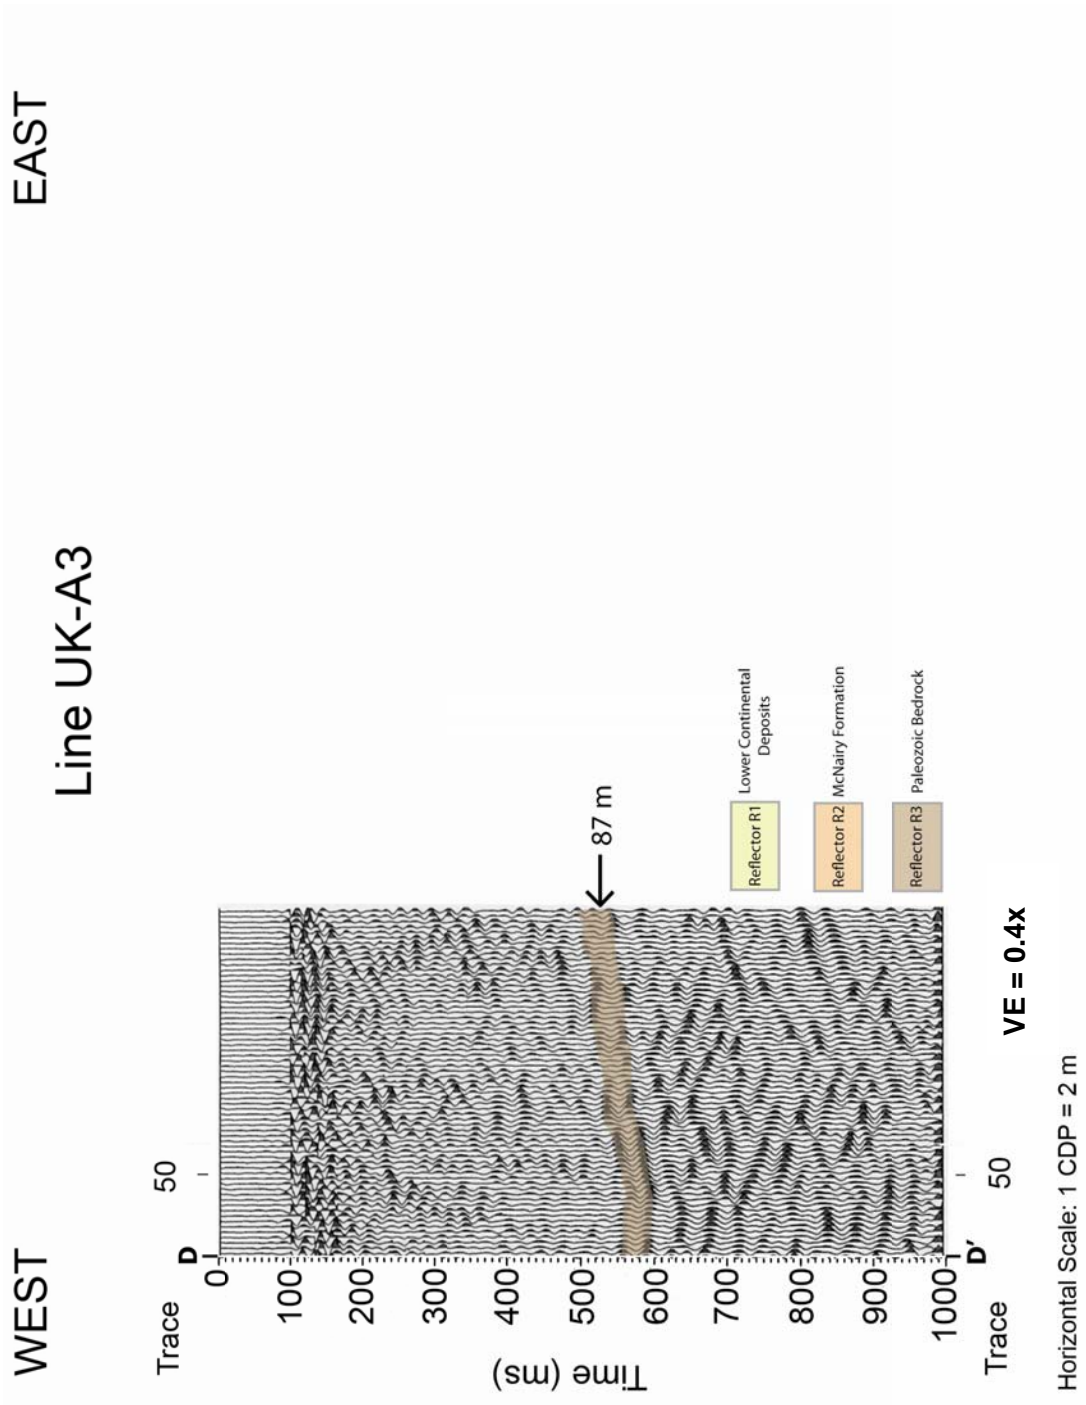 WEST
EAST
Line UK-A3
Trace
50
D
0
100
200
300
400
500
600
700
800
900
1000
Time (ms)
87 m
Reflector R1
Lower Continental
Deposits
Reflector R2
McNairy Formation
Reflector R3
Paleozoic Bedrock
D'
Trace
50
VE = 0.4x
Horizontal Scale: 1 CDP = 2 m